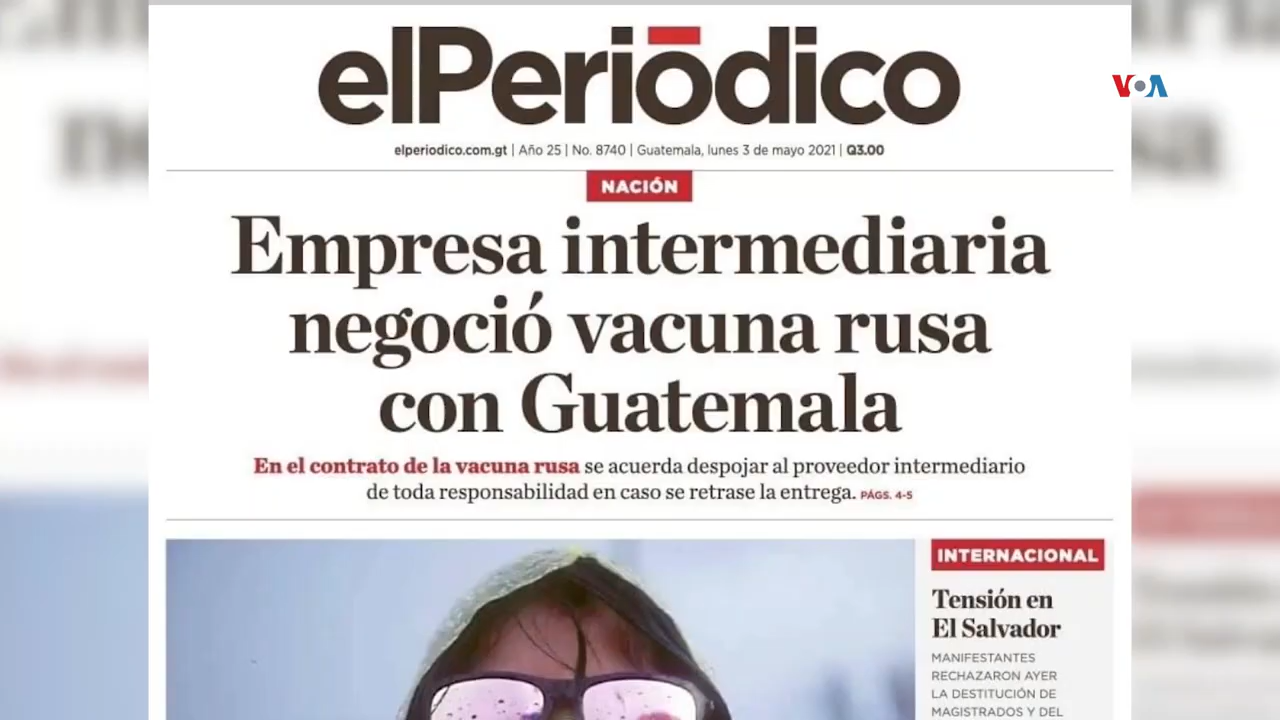 elPeriódico
VOA
elperiodico.com.gt | Año 25 | No. 8740 | Guatemala, lunes 3 de mayo 2021 | Q3.00
NACIÓN
Empresa intermediaria
negoció vacuna rusa
con Guatemala
En el contrato de la vacuna rusa se acuerda despojar al proveedor intermediario
de toda responsabilidad en caso se retrase la entrega. PÁGS. 4-5
INTERNACIONAL
Tensión en
El Salvador
MANIFESTANTES
RECHAZARON AYER
LA DESTITUCIÓN DE
MAGISTRADOS Y DEL